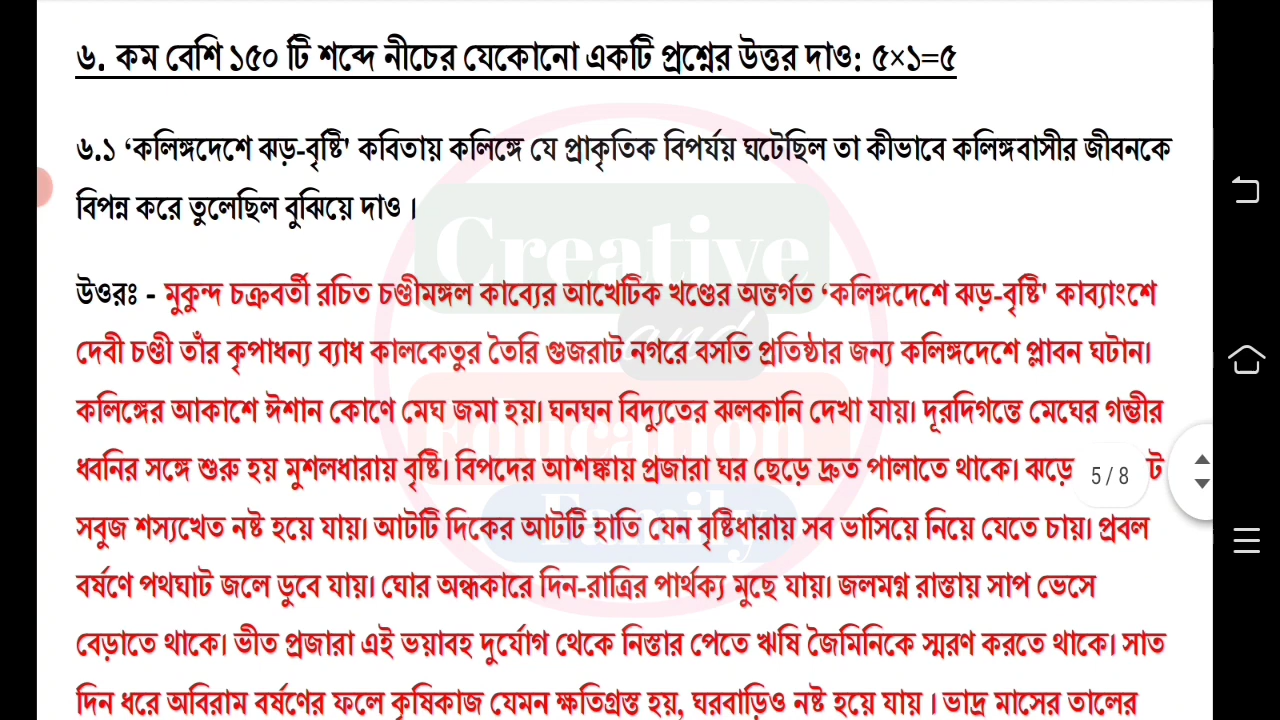 ৬. কম বেশি ১৫০ টি শব্দে নীচের যেকোনো একটি প্রশ্নের উত্তর দাও: ৫×১=৫
৬.১ ‘কলিঙ্গদেশে ঝড়-বৃষ্টি' কবিতায় কলিঙ্গে যে প্রাকৃতিক বিপর্যয় ঘটেছিল তা কীভাবে কলিঙ্গবাসীর জীবনকে
বিপন্ন করে তুলেছিল বুঝিয়ে দাও।
উওরঃ - মুকুন্দ চক্রবর্তী রচিত চণ্ডীমঙ্গল কাব্যের আখেটিক খণ্ডের অন্তর্গত ‘কলিঙ্গদেশে ঝড়-বৃষ্টি' কাব্যাংশে
দেবী চণ্ডী তাঁর কৃপাধন্য ব্যাধ কালকেতুর তৈরি গুজরাট নগরে বসতি প্রতিষ্ঠার জন্য কলিঙ্গদেশে প্লাবন ঘটান।
কলিঙ্গের আকাশে ঈশান কোণে মেঘ জমা হয়। ঘনঘন বিদ্যুতের ঝলকানি দেখা যায়। দূরদিগন্তে মেঘের গম্ভীর
ধ্বনির সঙ্গে শুরু হয় মুশলধারায় বৃষ্টি। বিপদের আশঙ্কায় প্রজারা ঘর ছেড়ে দ্রুত পালাতে থাকে। ঝড়ে
5 / 8
সবুজ শস্যখেত নষ্ট হয়ে যায়। আটটি দিকের আটটি হাতি যেন বৃষ্টিধারায় সব ভাসিয়ে নিয়ে যেতে চায়। প্রবল
বর্ষণে পথঘাট জলে ডুবে যায়। ঘোর অন্ধকারে দিন-রাত্রির পার্থক্য মুছে যায়। জলমগ্ন রাস্তায় সাপ ভেসে
বেড়াতে থাকে। ভীত প্রজারা এই ভয়াবহ দুর্যোগ থেকে নিস্তার পেতে ঋষি জৈমিনিকে স্মরণ করতে থাকে। সাত
দিন ধরে অবিরাম বর্ষণের ফলে কৃষিকাজ যেমন ক্ষতিগ্রস্ত হয়, ঘরবাড়িও নষ্ট হয়ে যায় । ভাদ্র মাসের তালের
Creative
and
Education
Family